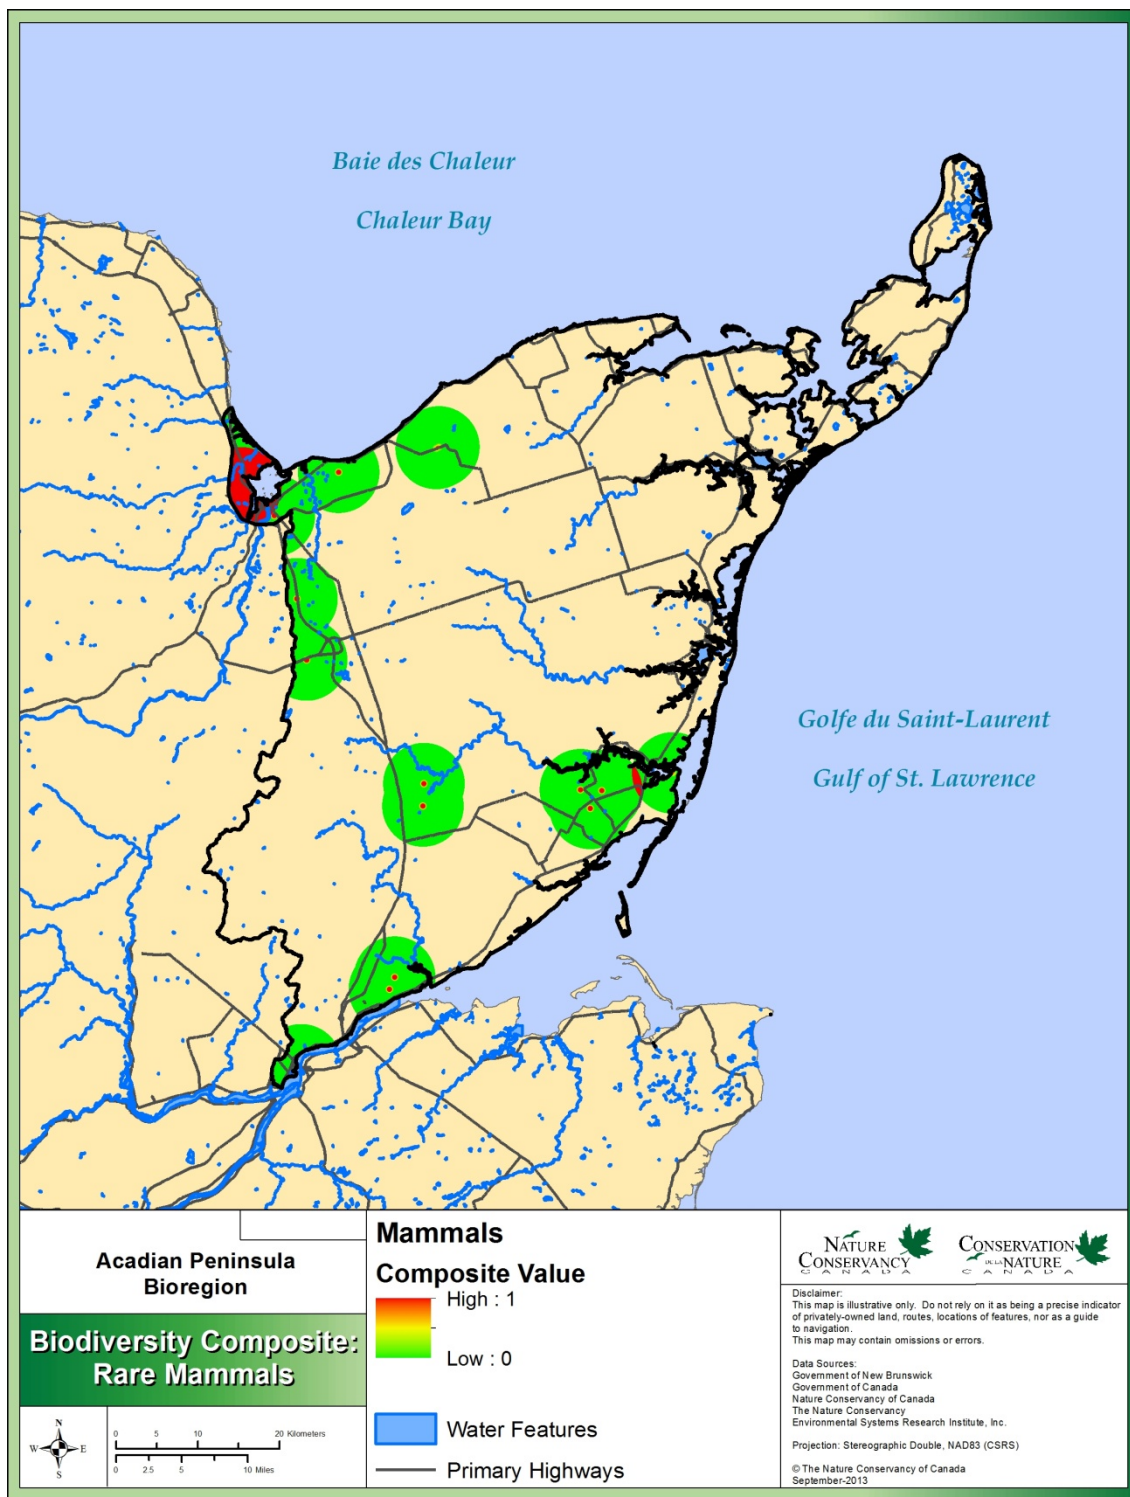 Baie des Chaleur
Chaleur Bay
Golfe du Saint-Laurent
Gulf of St. Lawrence
Acadian Peninsula
Bioregion
Biodiversity Composite:
Rare Mammals
N
W E
S
0 5 10 20 Kilometers
0 2.5 5 10 Miles
Mammals
Composite Value
High : 1
Low : 0
Water Features
Primary Highways
NATURE
CONSERVANCY
CANADA
CONSERVATION
DE LA NATURE
CANADA
Disclaimer:
This map is illustrative only. Do not rely on it as being a precise indicator
of privately-owned land, routes, locations of features, nor as a guide
to navigation.
This map may contain omissions or errors.
Data Sources:
Government of New Brunswick
Government of Canada
Nature Conservancy of Canada
The Nature Conservancy
Environmental Systems Research Institute, Inc.
Projection: Stereographic Double, NAD83 (CSRS)
© The Nature Conservancy of Canada
September-2013